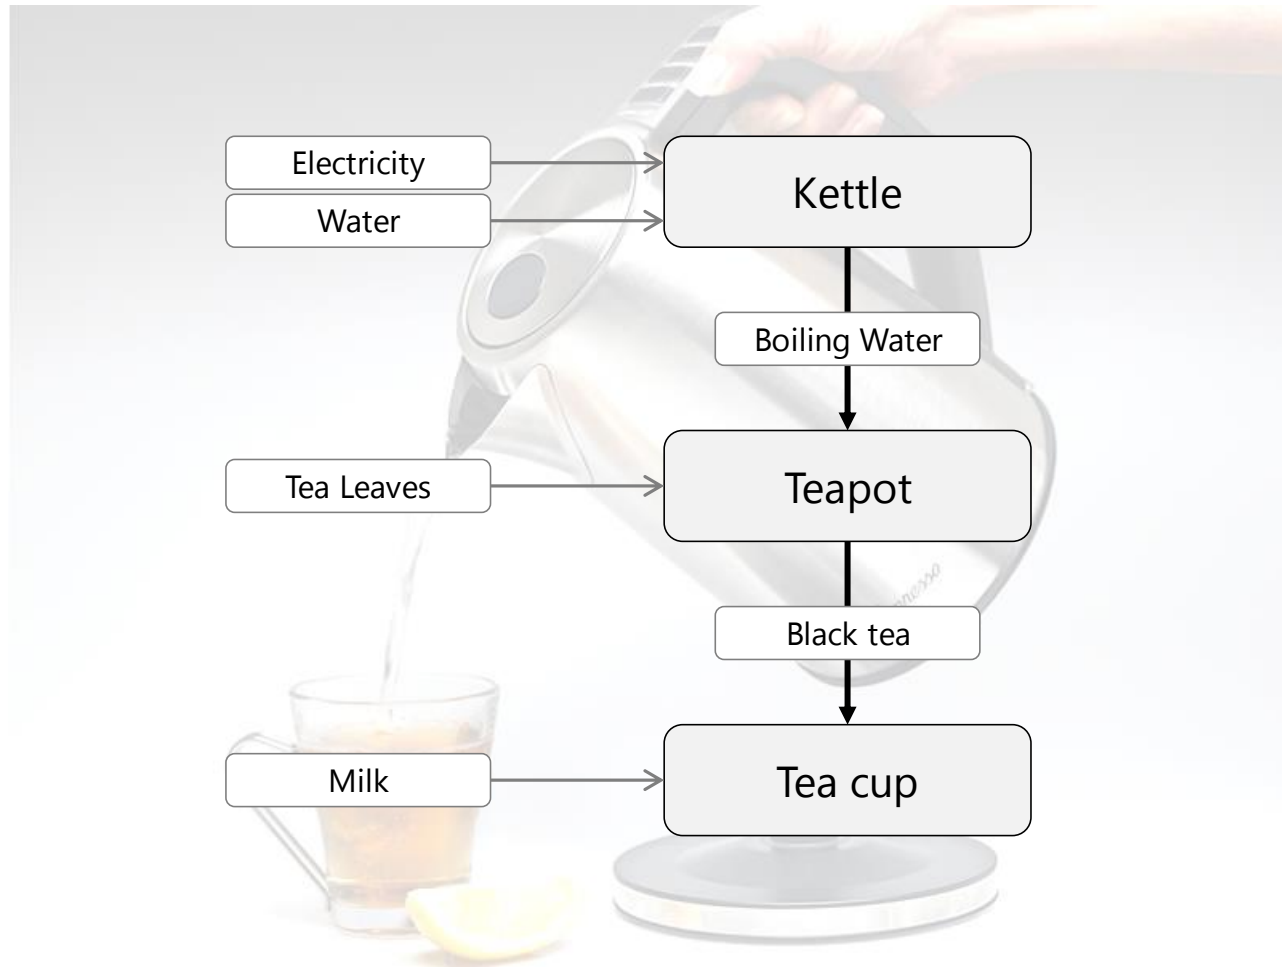 Electricity
Water
Kettle
Boiling Water
Tea Leaves
Teapot
Black tea
Milk
Tea cup